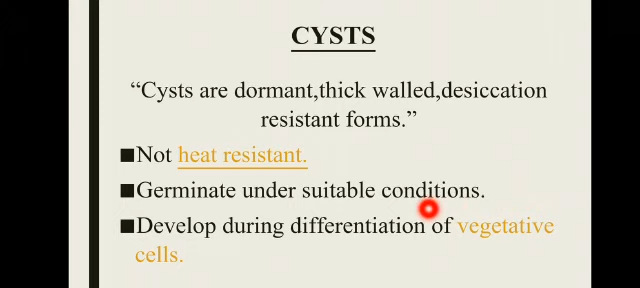 CYSTS
“Cysts are dormant,thick walled,desiccation
resistant forms.”
■Not heat resistant.
■Germinate under suitable conditions.
■Develop during differentiation of vegetative
cells.